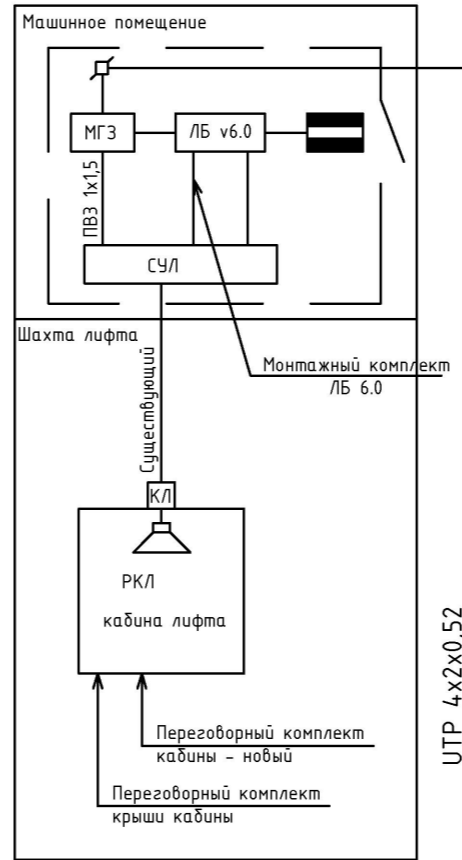 Машинное помещение
МГЗ
ЛБ v6.0
ПВЗ 1х1,5
СУЛ
Шахта лифта
Монтажный комплект
ЛБ 6.0
Существующий
КЛ
РКЛ
кабина лифта
UTP 4x2x0.52
Переговорный комплект
кабины - новый
Переговорный комплект
крыши кабины